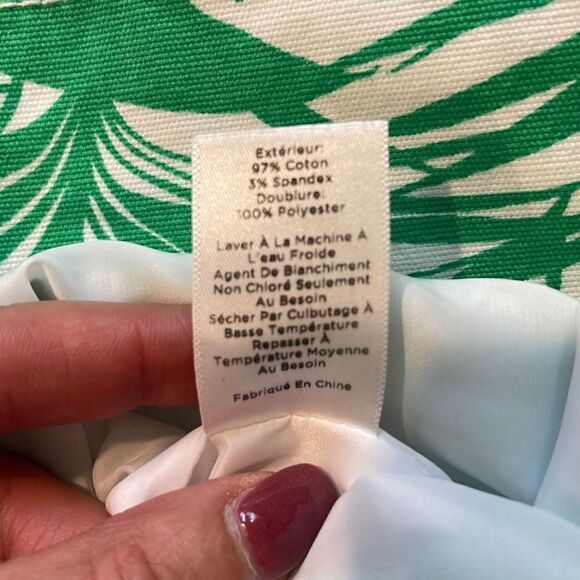 Extérieur:
97% Coton
3% Spandex
Doublure:
100% Polyester
Laver À La Machine À
L'eau Froide
Agent De Blanchiment
Non Chloré Seulement
Au Besoin
Sécher Par Culbutage À
Basse Température
Repasser À
Température Moyenne
Au Besoin
Fabriqué En Chine